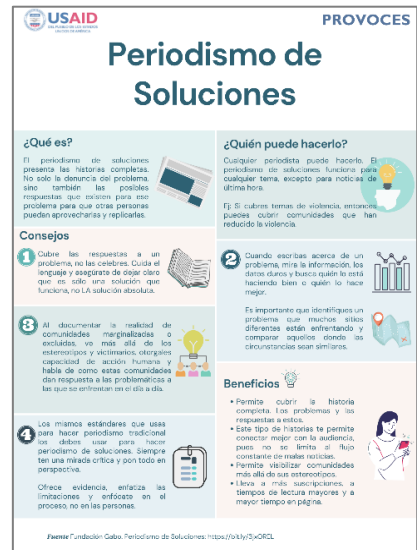 USAID
DEL PUEBLO DE LOS ESTADOS
UNIDOS DE AMÉRICA
PROVOCES
Periodismo de
Soluciones
¿Qué es?
El periodismo de soluciones
presenta las historias completas.
No solo la denuncia del problema,
sino también las posibles
respuestas que existen para ese
problema para que otras personas
puedan aprovecharlas y replicarlas.
¿Quién puede hacerlo?
Cualquier periodista puede hacerlo. El
periodismo de soluciones funciona para
cualquier tema, excepto para noticias de
última hora.
Ej: Si cubres temas de violencia, entonces
puedes cubrir comunidades que han
reducido la violencia.
Consejos
1
Cubre las respuestas a un
problema, no las celebres. Cuida el
lenguaje y asegúrate de dejar claro
que es sólo una solución que
funciona, no LA solución absoluta.
2
Cuando escribas acerca de un
problema, mira la información, los
datos duros y busca quién lo está
haciendo bien o quién lo hace
mejor.
Es importante que identifiques un
problema que muchos sitios
diferentes están enfrentando y
comparar aquellos donde las
circunstancias sean similares.
3
Al documentar la realidad de
comunidades marginalizadas o
excluidas, ve más allá de los
estereotipos y victimarios, otorgales
capacidad de acción humana y
habla de como estas comunidades
dan respuesta a las problemáticas a
las que se enfrentan en el día a día.
4
Los mismos estándares que usas
para hacer periodismo tradicional
los debes usar para hacer
periodismo de soluciones. Siempre
ten una mirada crítica y pon todo en
perspectiva.
Ofrece evidencia, enfatiza las
limitaciones y enfócate en el
proceso, no en las personas.
Beneficios
Permite cubrir la historia
completa. Los problemas y las
respuestas a estos.
Este tipo de historias te permite
conectar mejor con la audiencia,
pues no se limita al flujo
constante de malas noticias.
Permite visibilizar comunidades
más allá de sus estereotipos.
Lleva a más suscripciones, a
tiempos de lectura mayores y a
mayor tiempo en página.
Fuente Fundación Gabo. Periodismo de Soluciones: